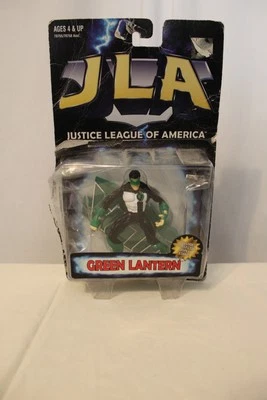 AGES 4 & UP
JLA
JUSTICE LEAGUE OF AMERICA
GREEN LANTERN